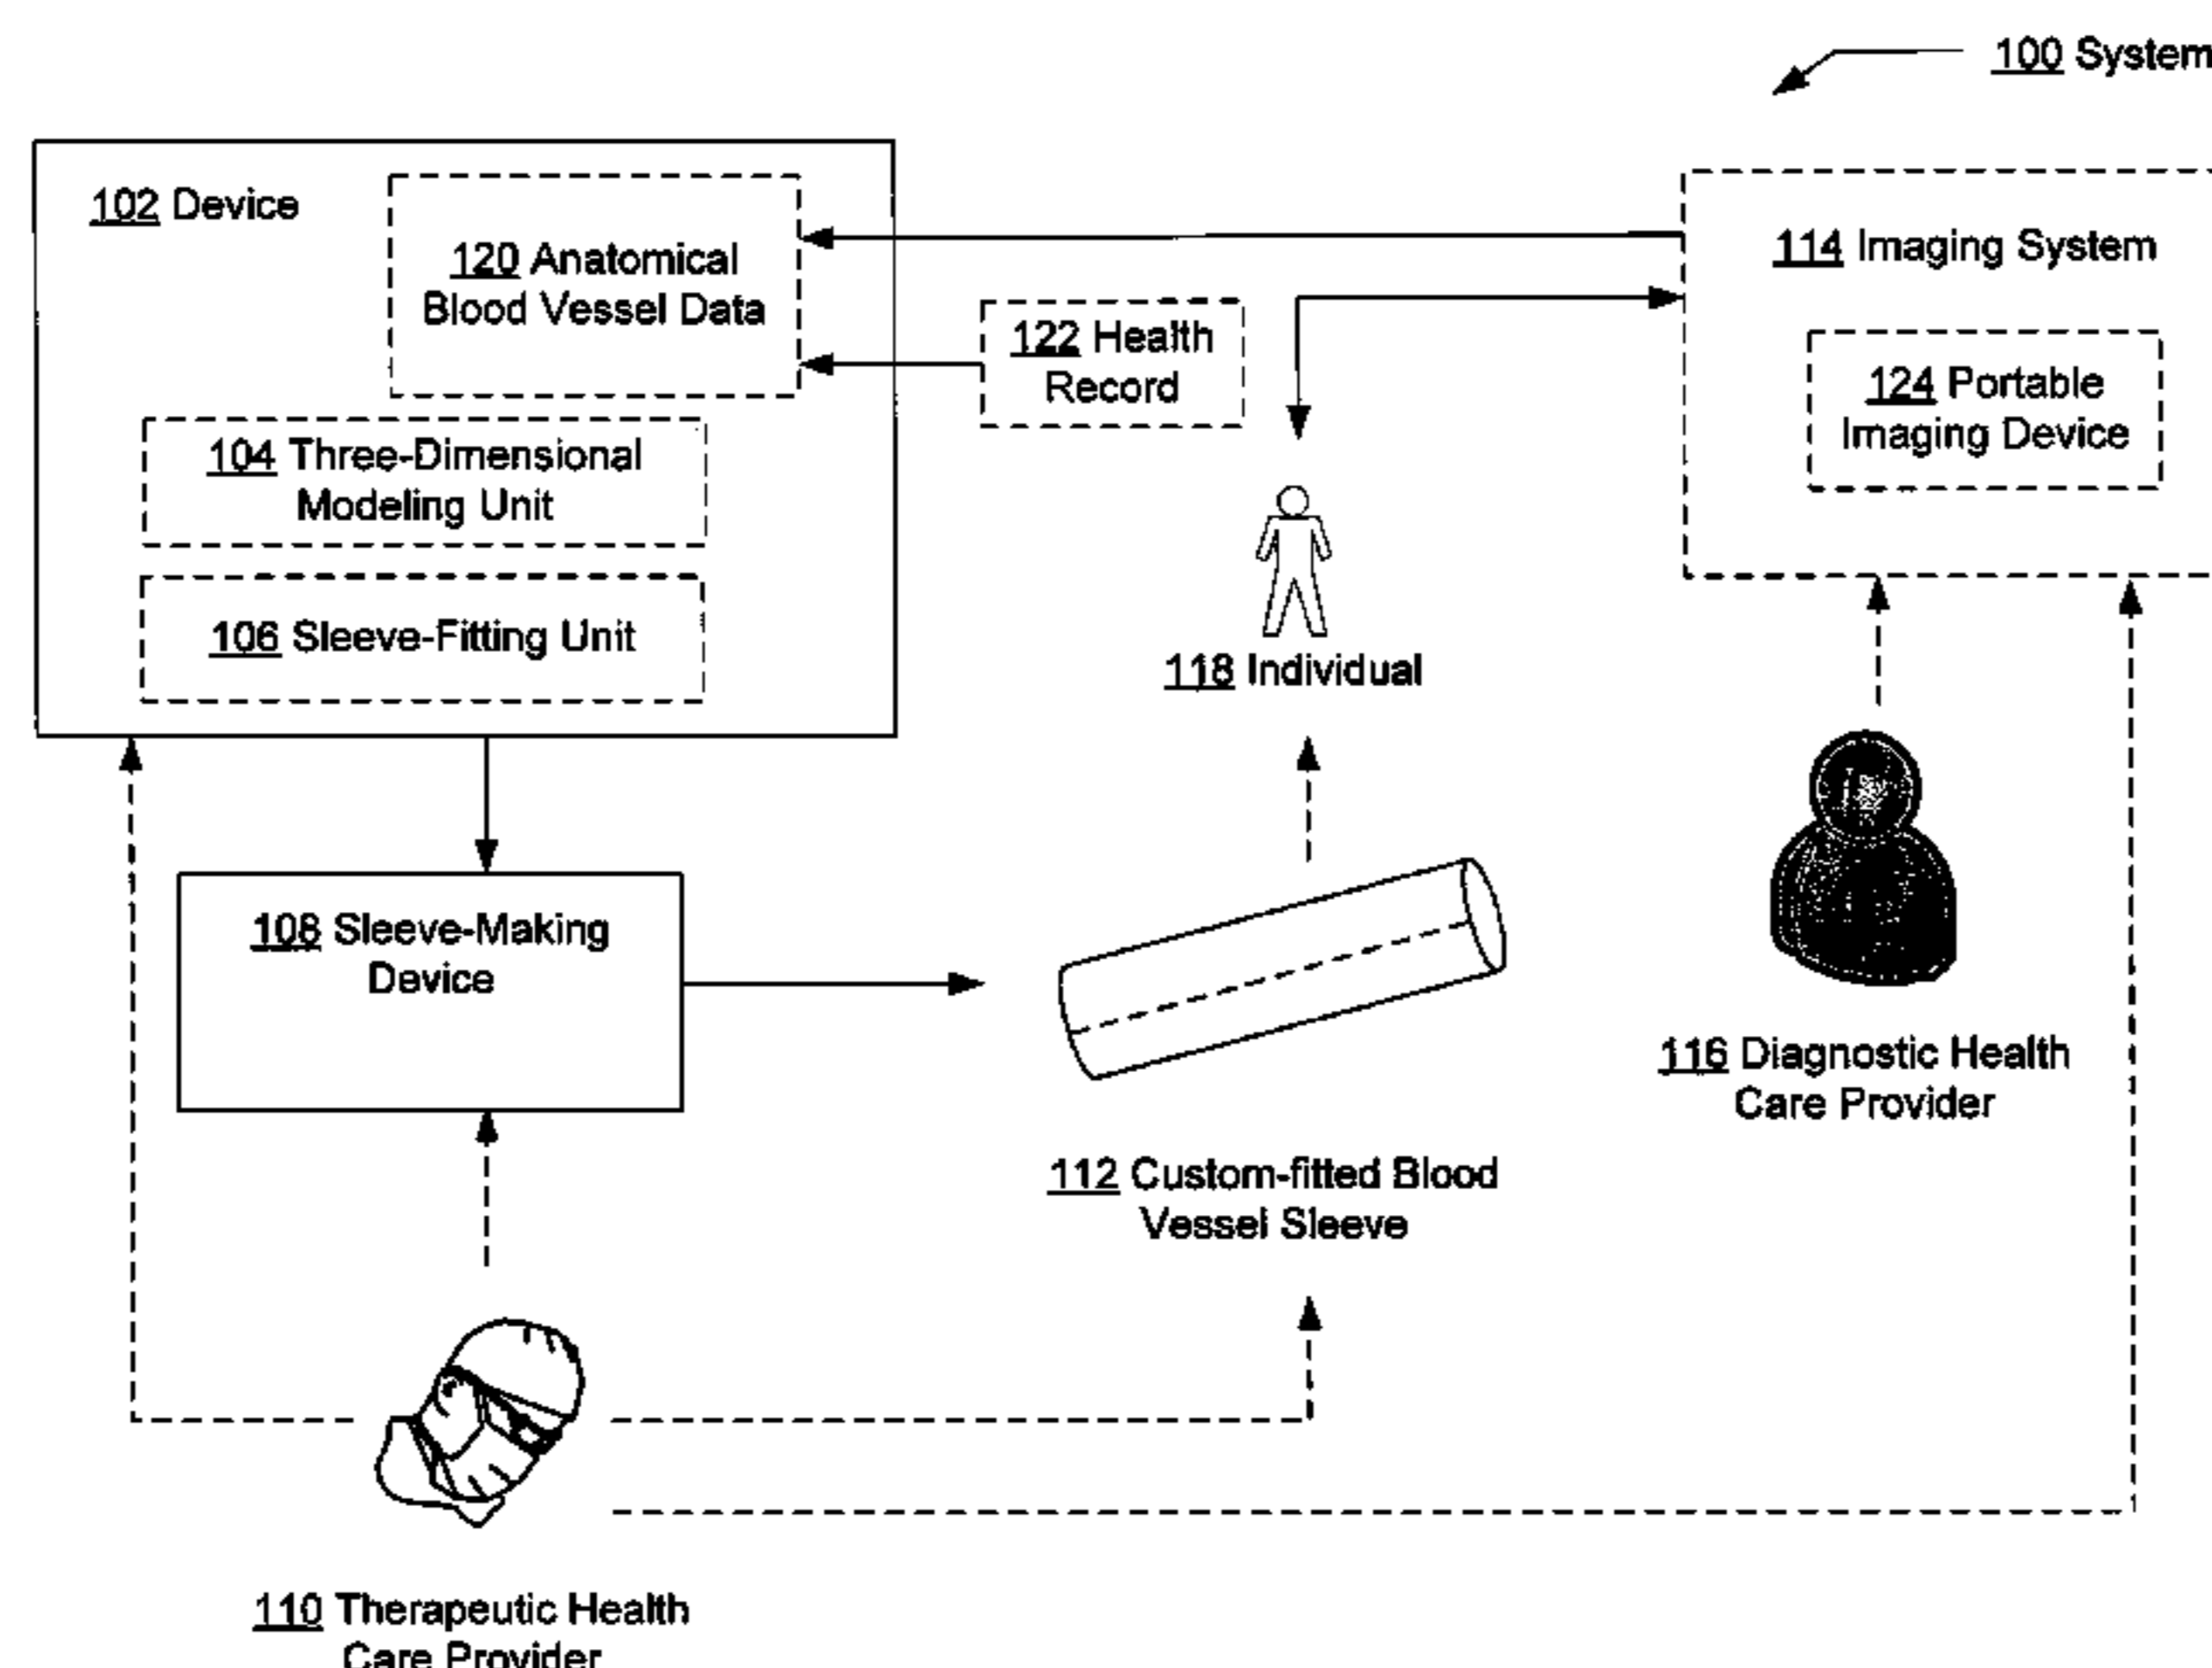 100 System
102 Device
120 Anatomical
Blood Vessel Data
114 Imaging System
122 Health
Record
124 Portable
Imaging Device
104 Three-Dimensional
Modeling Unit
106 Sleeve-Fitting Unit
118 Individual
108 Sleeve-Making
Device
116 Diagnostic Health
Care Provider
112 Custom-fitted Blood
Vessel Sleeve
110 Therapeutic Health
Care Provider